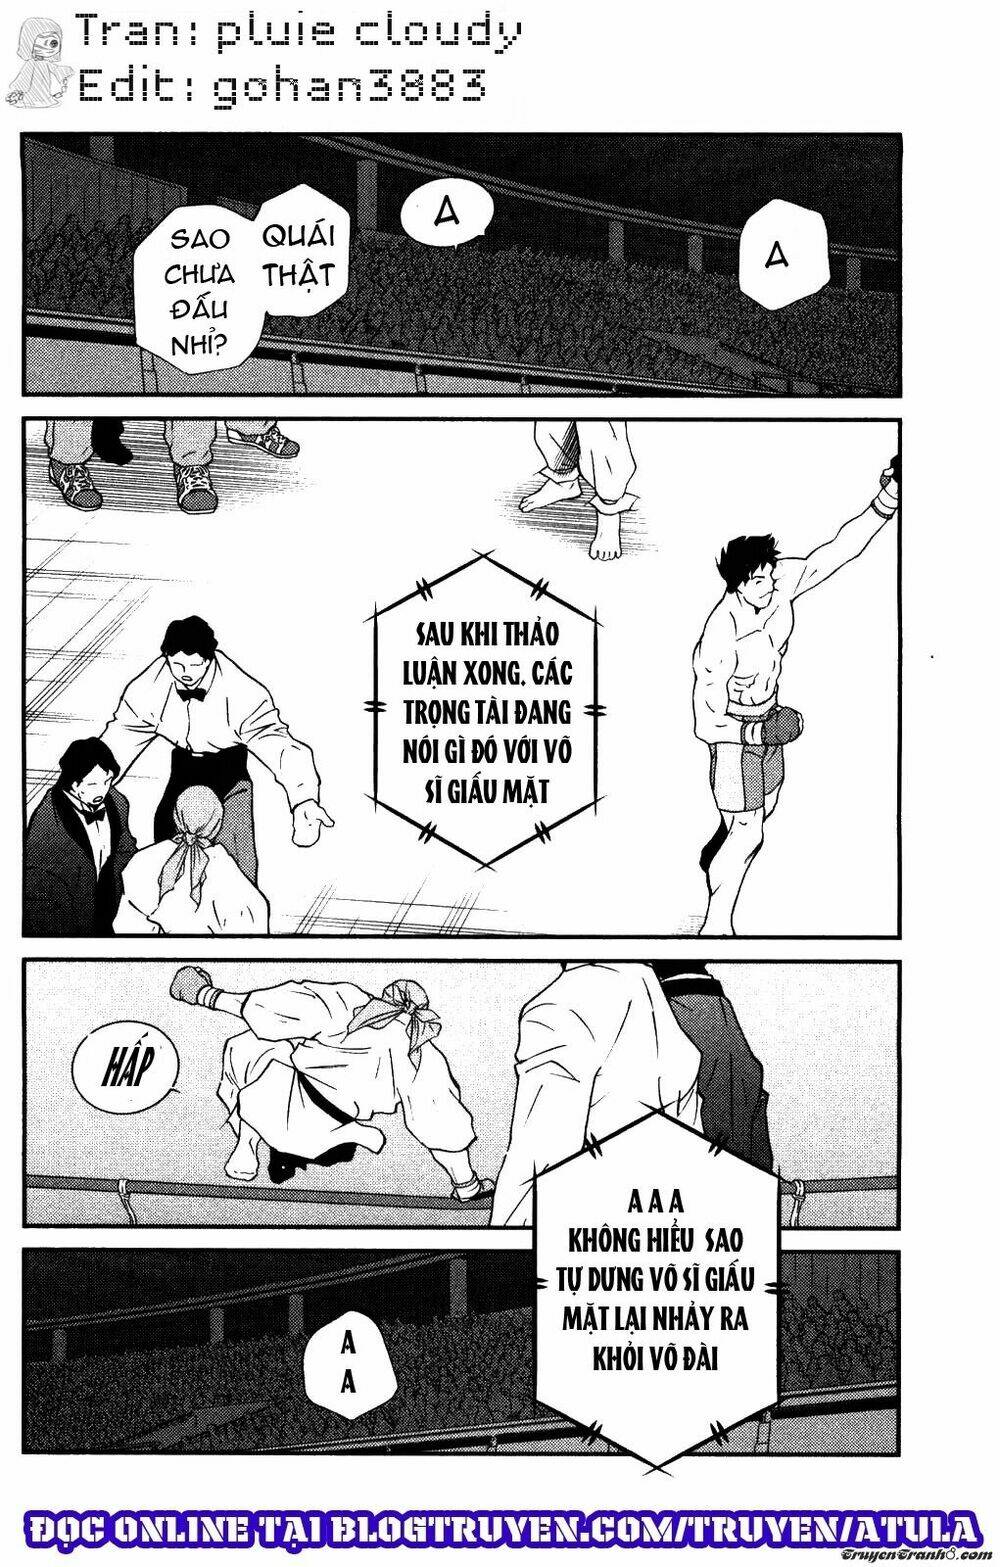 Tran: pluie cloudy
Edit: gohan3883
A
A
QUÁI
THẬT
SAO
CHƯA
ĐẤU
NHỈ?
SAU KHI THẢO
LUẬN XONG, CÁC
TRỌNG TÀI ĐANG
NÓI GÌ ĐÓ VỚI VÕ
SĨ GIẤU MẶT
HẤP
A A A
KHÔNG HIỂU SAO
TỰ DƯNG VÕ SĨ GIẤU
MẶT LẠI NHẢY RA
KHỎI VÕ ĐÀI
A
A
ĐỌC ONLINE TẠI BLOGTRUYEN.COM/TRUYEN/ATULA
TruyenTranh8.com